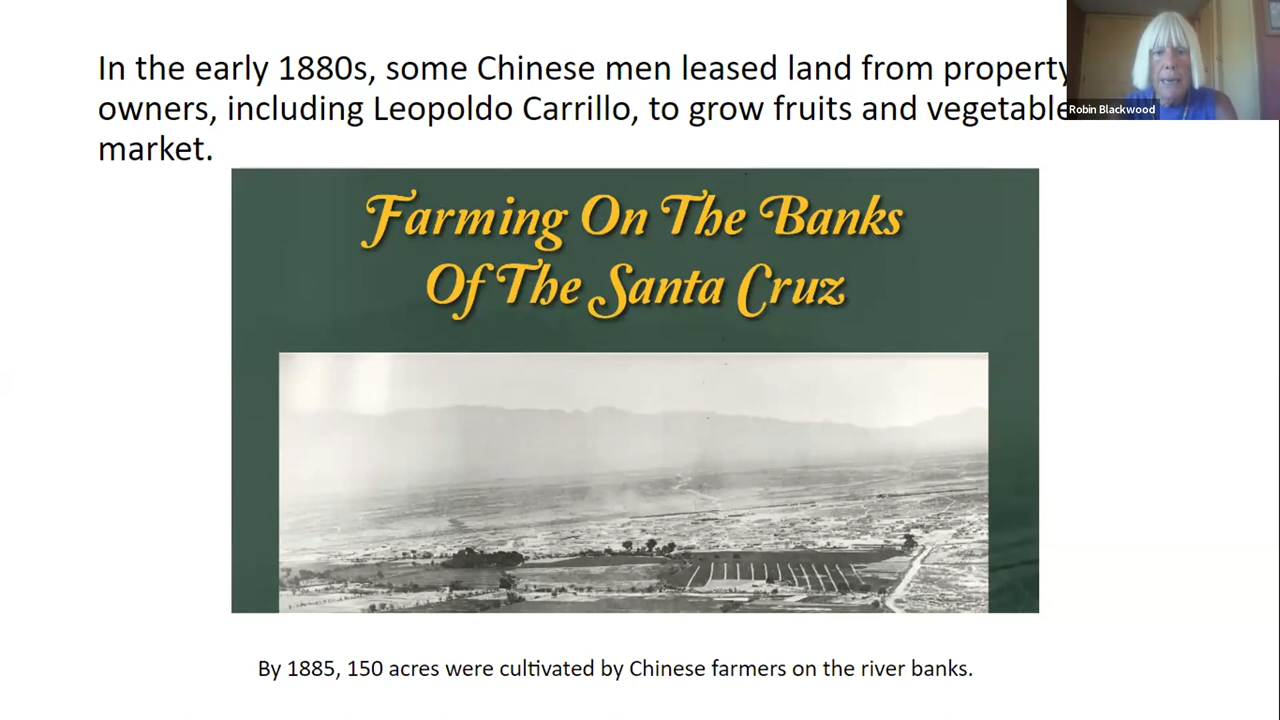 In the early 1880s, some Chinese men leased land from property
owners, including Leopoldo Carrillo, to grow fruits and vegetable
market.
Robin Blackwood
Farming On The Banks
Of The Santa Cruz
By 1885, 150 acres were cultivated by Chinese farmers on the river banks.